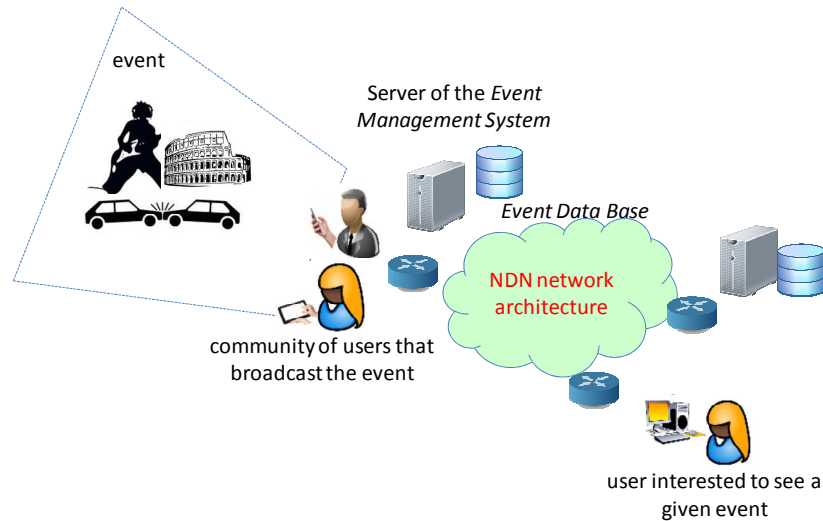 event
Server of the Event
Management System
Event Data Base
NDN network
architecture
community of users that
broadcast the event
user interested to see a
given event